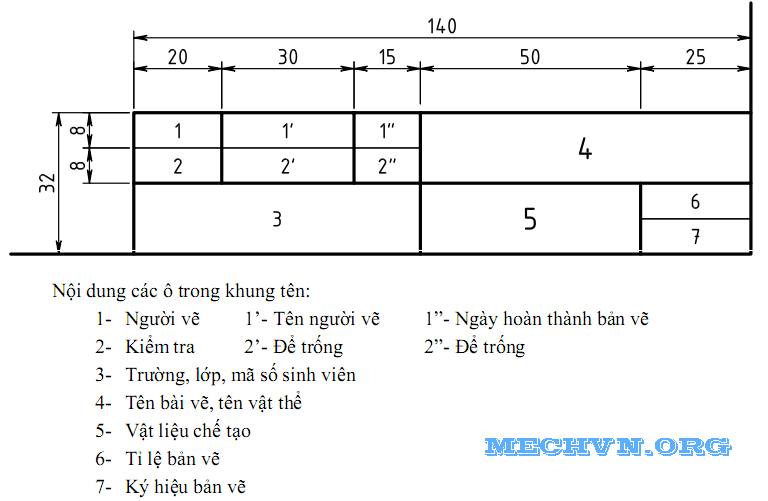 140
20 30 15 50 25
8 1 1' 1" 4
32
8 2 2' 2"
3 5 6
7
Nội dung các ô trong khung tên:
1- Người vẽ 1’- Tên người vẽ 1”- Ngày hoàn thành bản vẽ
2- Kiểm tra 2’- Để trống 2”- Để trống
3- Trường, lớp, mã số sinh viên
4- Tên bài vẽ, tên vật thể
5- Vật liệu chế tạo
6- Tỉ lệ bản vẽ
7- Ký hiệu bản vẽ
MECHVN.ORG